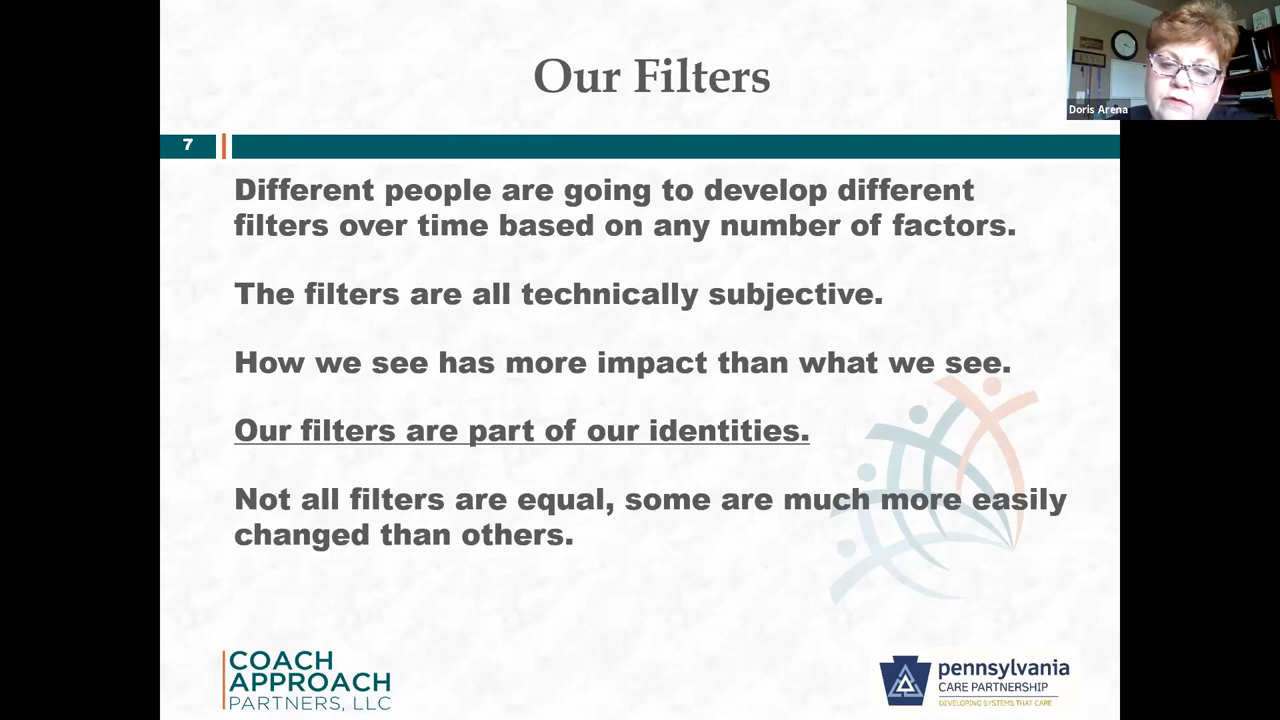 Our Filters
Doris Arena
7
Different people are going to develop different
filters over time based on any number of factors.
The filters are all technically subjective.
How we see has more impact than what we see.
Our filters are part of our identities.
Not all filters are equal, some are much more easily
changed than others.
COACH
APPROACH
PARTNERS, LLC
pennsylvania
CARE PARTNERSHIP
DEVELOPING SYSTEMS THAT CARE